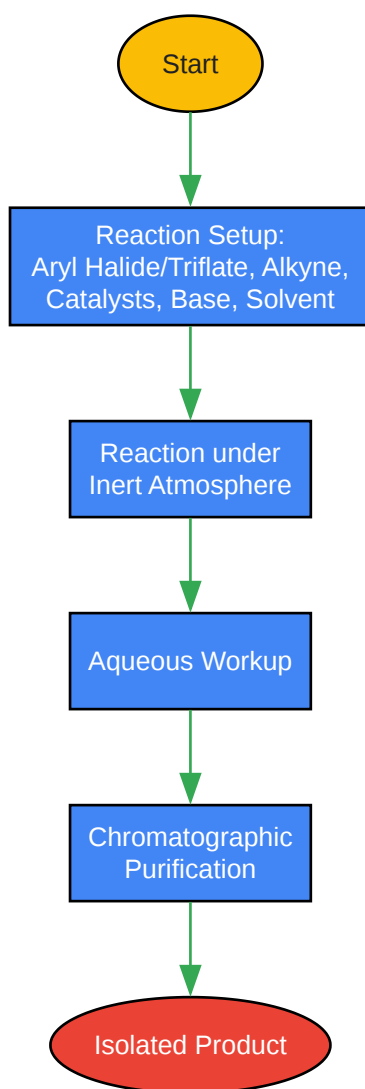 Start
Reaction Setup:
Aryl Halide/Triflate, Alkyne,
Catalysts, Base, Solvent
Reaction under
Inert Atmosphere
Aqueous Workup
Chromatographic
Purification
Isolated Product